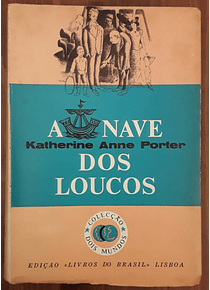 A NAVE
Katherine Anne Porter
DOS
LOUCOS
COLECÇÃO
DOIS MUNDOS
EDIÇÃO «LIVROS DO BRASIL» LISBOA